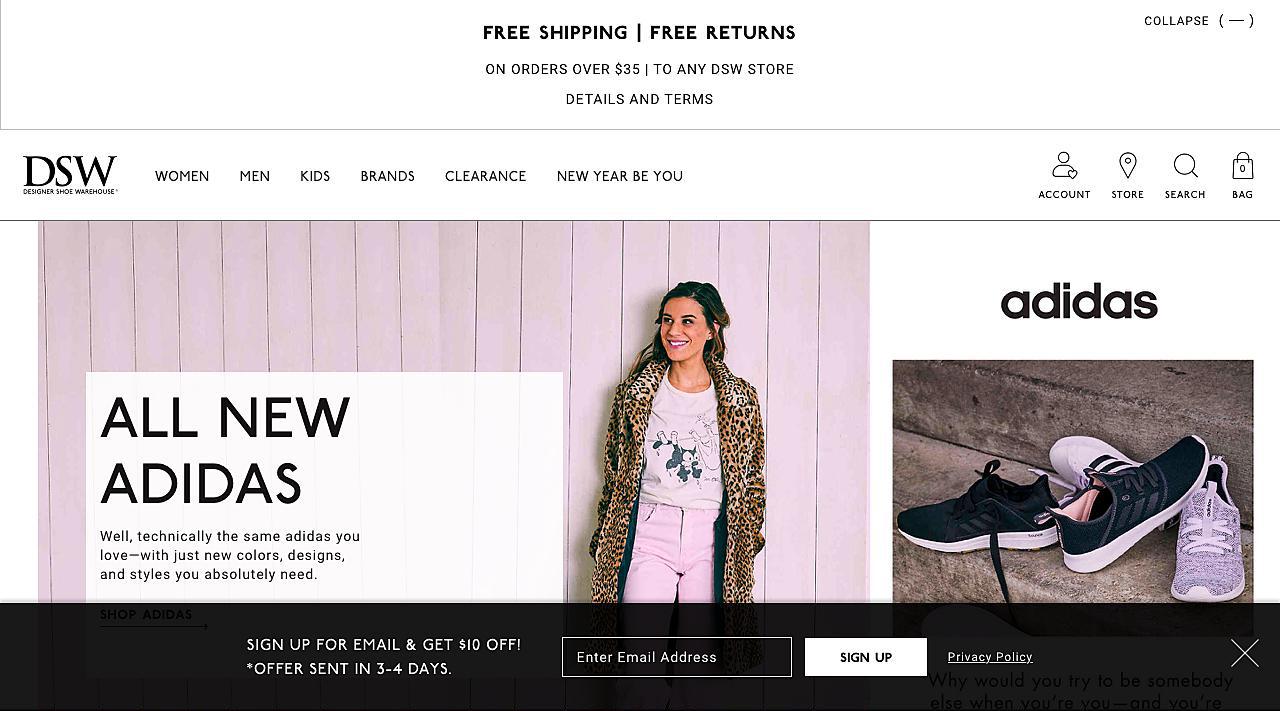 FREE SHIPPING | FREE RETURNS
COLLAPSE ( — )
ON ORDERS OVER $35 | TO ANY DSW STORE
DETAILS AND TERMS
DSW
DESIGNER SHOE WAREHOUSE
WOMEN MEN KIDS BRANDS CLEARANCE NEW YEAR BE YOU
ACCOUNT STORE SEARCH 0 BAG
adidas
ALL NEW
ADIDAS
Well, technically the same adidas you
love—with just new colors, designs,
and styles you absolutely need.
SHOP ADIDAS
SIGN UP FOR EMAIL & GET $10 OFF!
*OFFER SENT IN 3-4 DAYS.
Enter Email Address
SIGN UP
Privacy Policy
Why would you try to be somebody
else when you're you—and you're